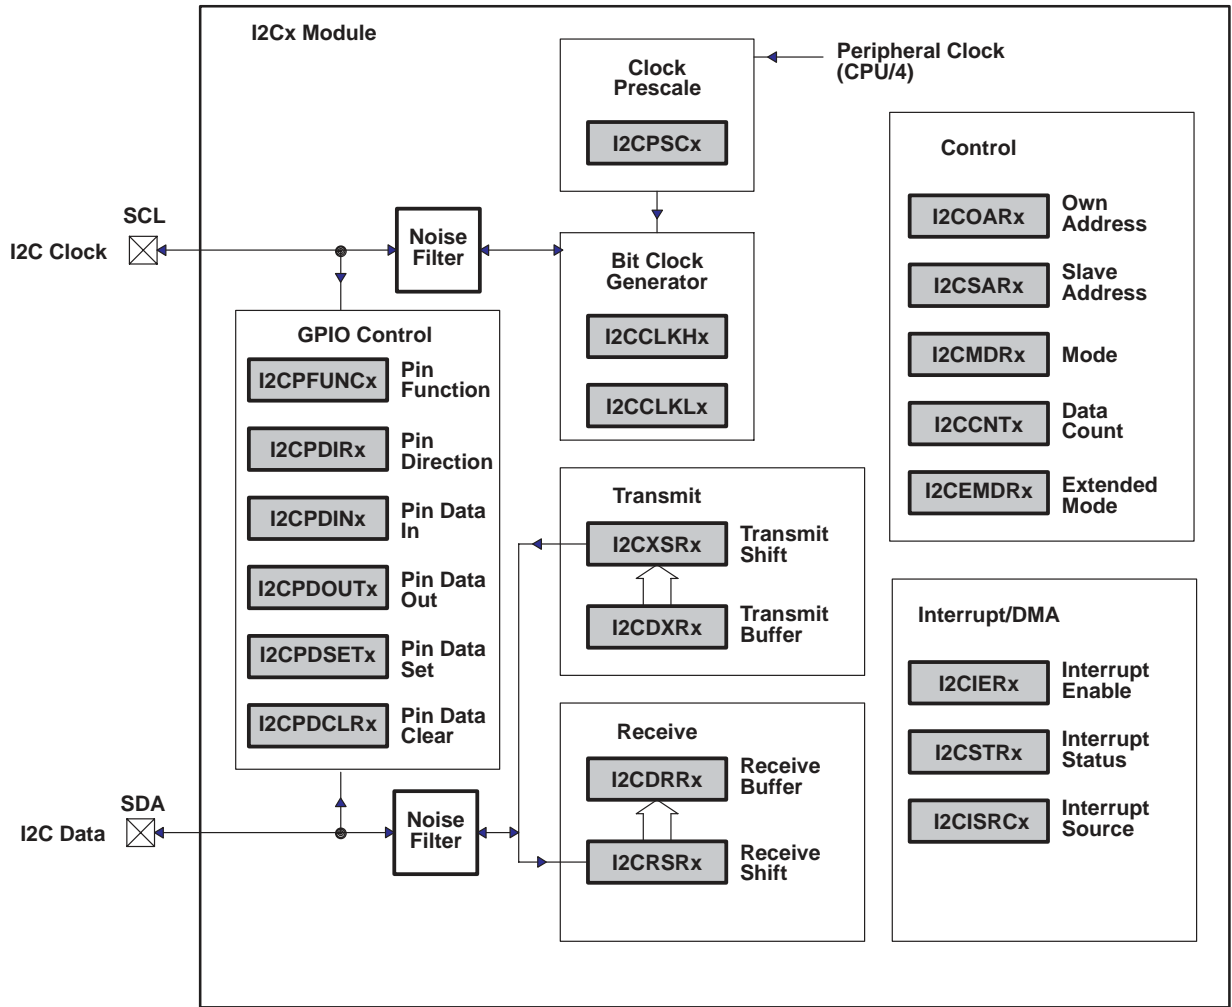 I2Cx Module
Peripheral Clock
(CPU/4)
Clock
Prescale
I2CPSCx
SCL
I2C Clock
Noise
Filter
Bit Clock
Generator
I2CCLKHx
I2CCLKLx
GPIO Control
I2CPFUNCx
Pin
Function
I2CPDIRx
Pin
Direction
I2CPDINx
Pin Data
In
I2CPDOUTx
Pin Data
Out
I2CPDSETx
Pin Data
Set
I2CPDCLRx
Pin Data
Clear
SDA
I2C Data
Noise
Filter
Transmit
I2CXSRx
Transmit
Shift
I2CDXRx
Transmit
Buffer
Receive
I2CDRRx
Receive
Buffer
I2CRSRx
Receive
Shift
Control
I2COARx
Own
Address
I2CSARx
Slave
Address
I2CMDRx
Mode
I2CCNTx
Data
Count
I2CEMDRx
Extended
Mode
Interrupt/DMA
I2CIERx
Interrupt
Enable
I2CSTRx
Interrupt
Status
I2CISRCx
Interrupt
Source